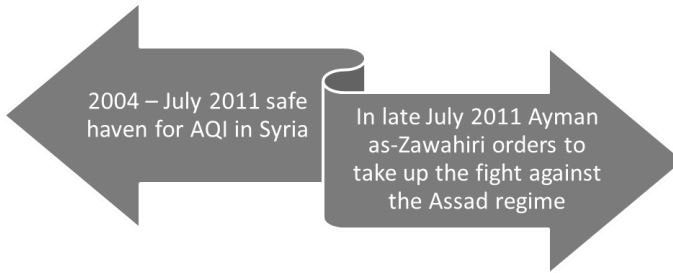 2004 – July 2011 safe
haven for AQI in Syria
In late July 2011 Ayman
as-Zawahiri orders to
take up the fight against
the Assad regime